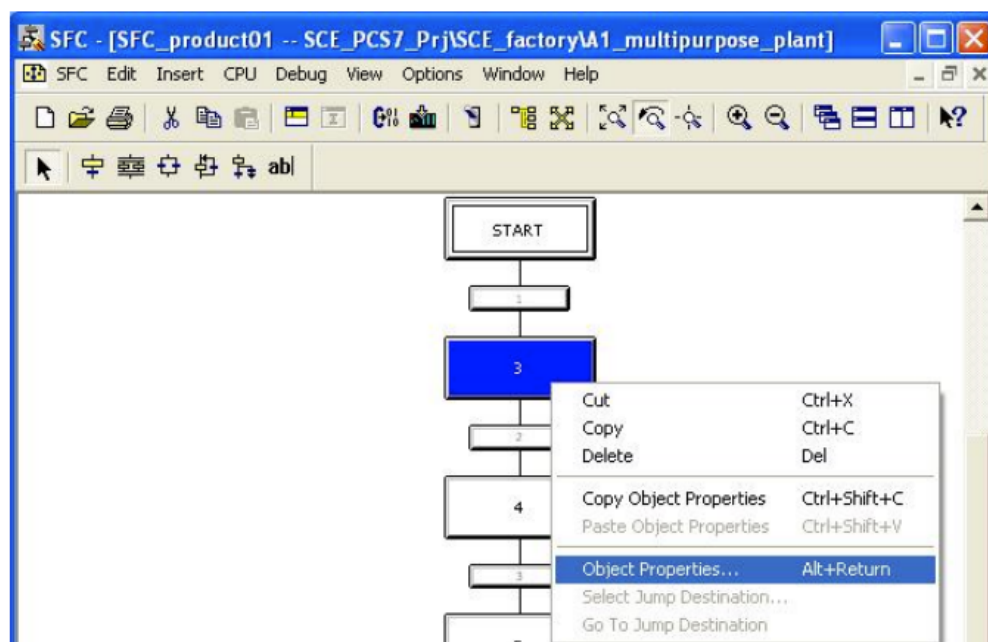 SFC - [SFC_product01 -- SCE_PCS7_Prj\SCE_factory\A1_multipurpose_plant]
SFC Edit Insert CPU Debug View Options Window Help
abl
START
1
3
Cut Ctrl+X
Copy Ctrl+C
2
Delete Del
Copy Object Properties Ctrl+Shift+C
4
Paste Object Properties Ctrl+Shift+V
Object Properties... Alt+Return
3
Select Jump Destination...
Go To Jump Destination